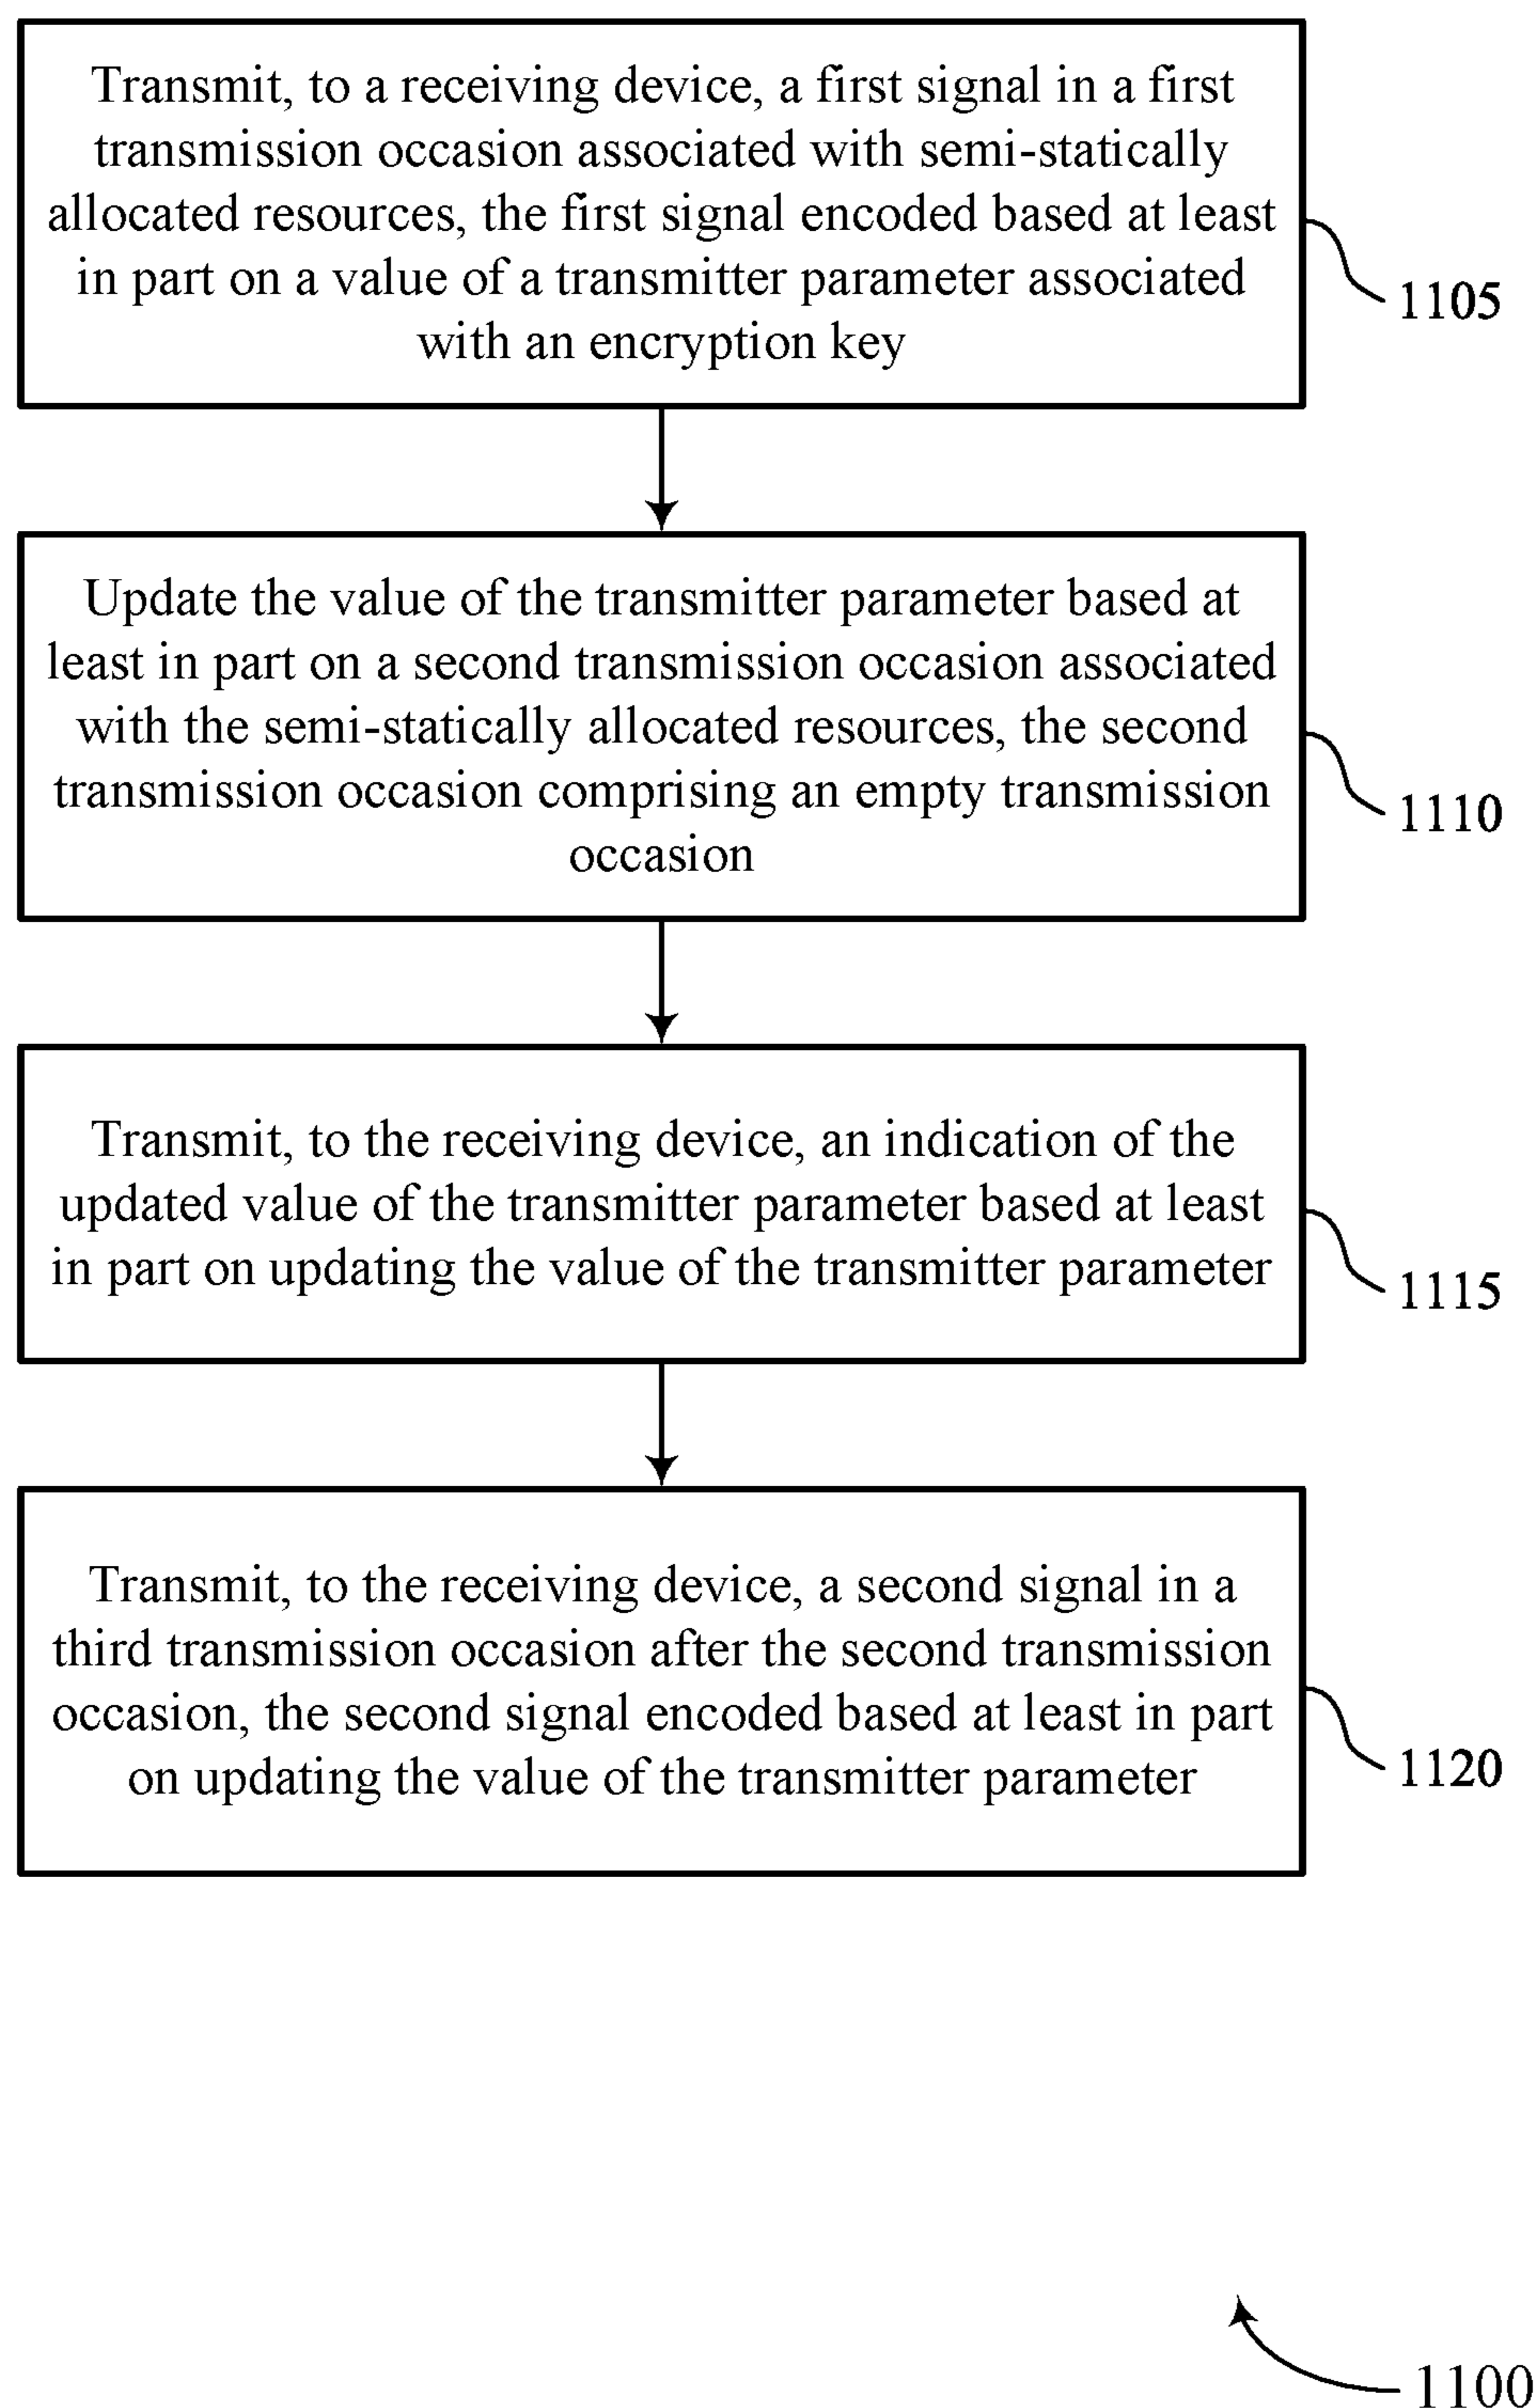 Transmit, to a receiving device, a first signal in a first
transmission occasion associated with semi-statically
allocated resources, the first signal encoded based at least
in part on a value of a transmitter parameter associated
with an encryption key
1105
Update the value of the transmitter parameter based at
least in part on a second transmission occasion associated
with the semi-statically allocated resources, the second
transmission occasion comprising an empty transmission
occasion
1110
Transmit, to the receiving device, an indication of the
updated value of the transmitter parameter based at least
in part on updating the value of the transmitter parameter
1115
Transmit, to the receiving device, a second signal in a
third transmission occasion after the second transmission
occasion, the second signal encoded based at least in part
on updating the value of the transmitter parameter
1120
1100